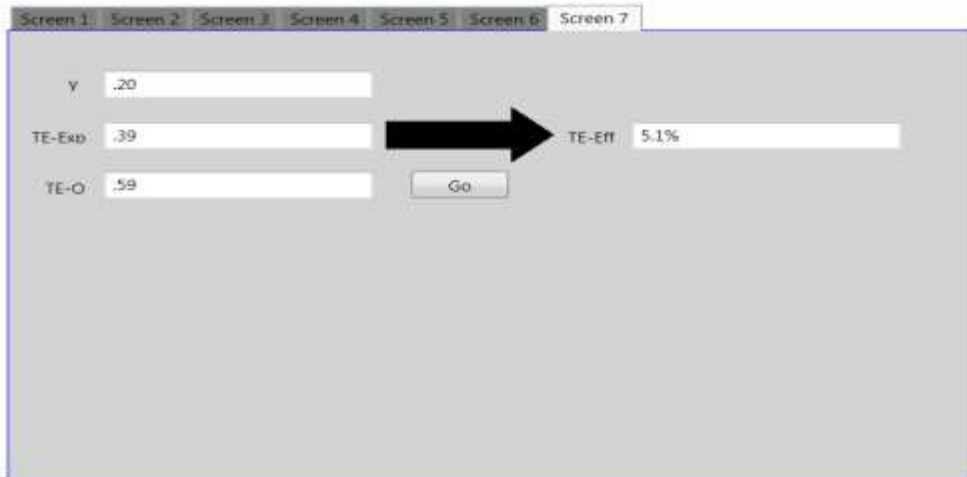 Screen 1 Screen 2 Screen 3 Screen 4 Screen 5 Screen 6 Screen 7
Y .20
TE-Exp .39 TE-Eff 5.1%
TE-O .59 Go